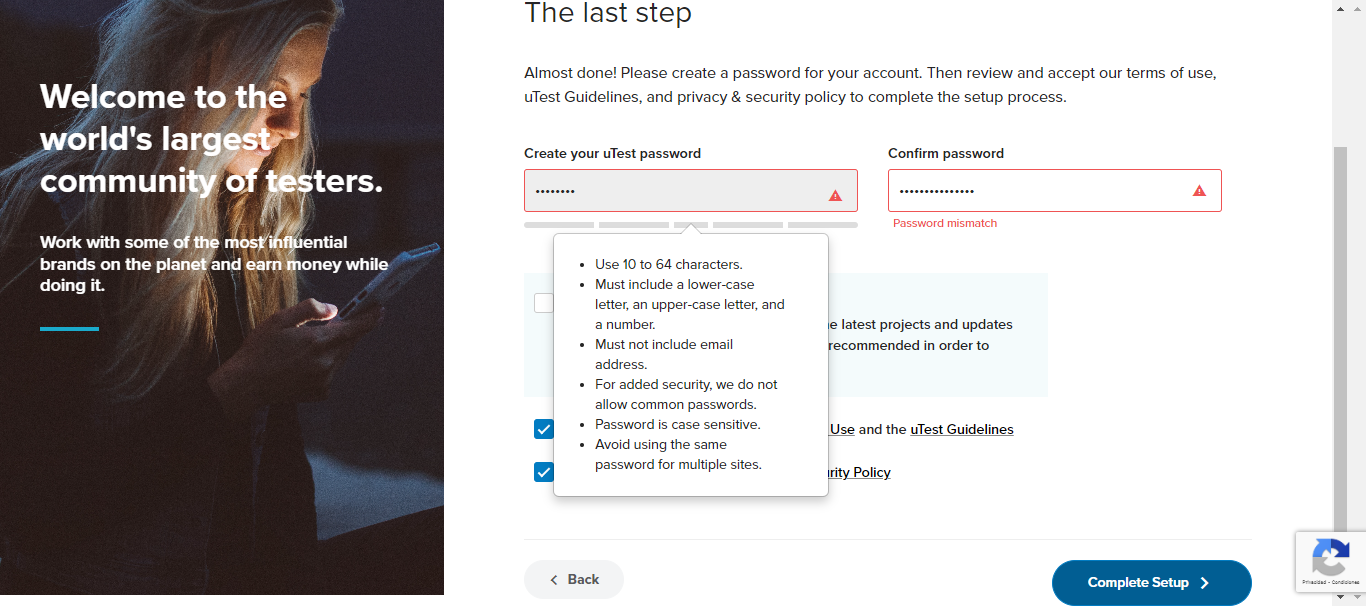 Welcome to the
world's largest
community of testers.
Work with some of the most influential
brands on the planet and earn money while
doing it.
The last step
Almost done! Please create a password for your account. Then review and accept our terms of use,
uTest Guidelines, and privacy & security policy to complete the setup process.
Create your uTest password
Confirm password
••••••••
•••••••••••••••
Password mismatch
• Use 10 to 64 characters.
• Must include a lower-case
letter, an upper-case letter, and
a number.
• Must not include email
address.
• For added security, we do not
allow common passwords.
• Password is case sensitive.
• Avoid using the same
password for multiple sites.
latest projects and updates
recommended in order to
Use and the uTest Guidelines
Policy
Back
Complete Setup
Privacidad - Condiciones